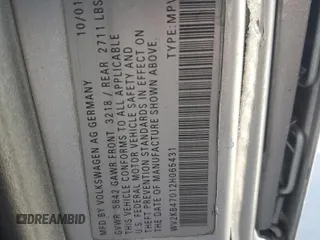 MFD BY VOLKSWAGEN AG GERMANY 10/01
GVWR 5842 GAWR FRONT 3218 / REAR 2711 LBS
THIS VEHICLE CONFORMS TO ALL APPLICABLE
U.S. FEDERAL MOTOR VEHICLE SAFETY AND
THEFT PREVENTION STANDARDS IN EFFECT ON
THE DATE OF MANUFACTURE SHOWN ABOVE.
WV2KB47012H065431 TYPE: MPV
DREAMBID